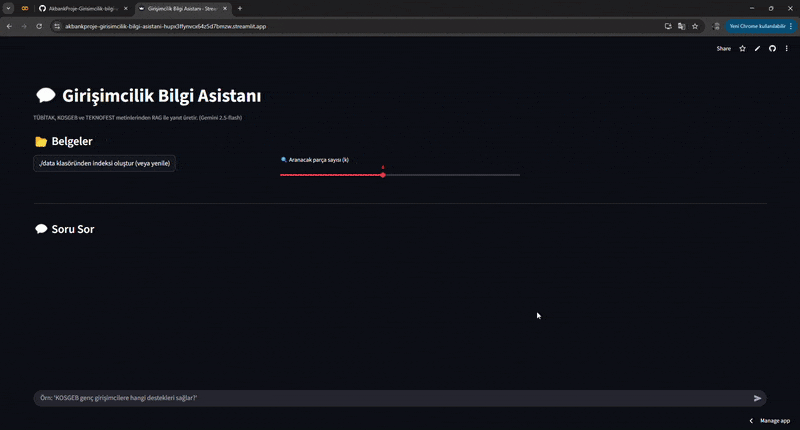 AkbankProje-Girisimcilik-bilgi-
Girişimcilik Bilgi Asistanı - Strea
akbankproje-girisimcilik-bilgi-asistani-hupx3ffynvcx64z5d7bmzw.streamlit.app
Yeni Chrome kullanılabilir
Share
Girişimcilik Bilgi Asistanı
TÜBİTAK, KOSGEB ve TEKNOFEST metinlerinden RAG ile yanıt üretir. (Gemini 2.5-flash)
Belgeler
./data klasöründen indeksi oluştur (veya yenile)
Aranacak parça sayısı (k)
Soru Sor
Örn: 'KOSGEB genç girişimcilere hangi destekleri sağlar?'
Manage app